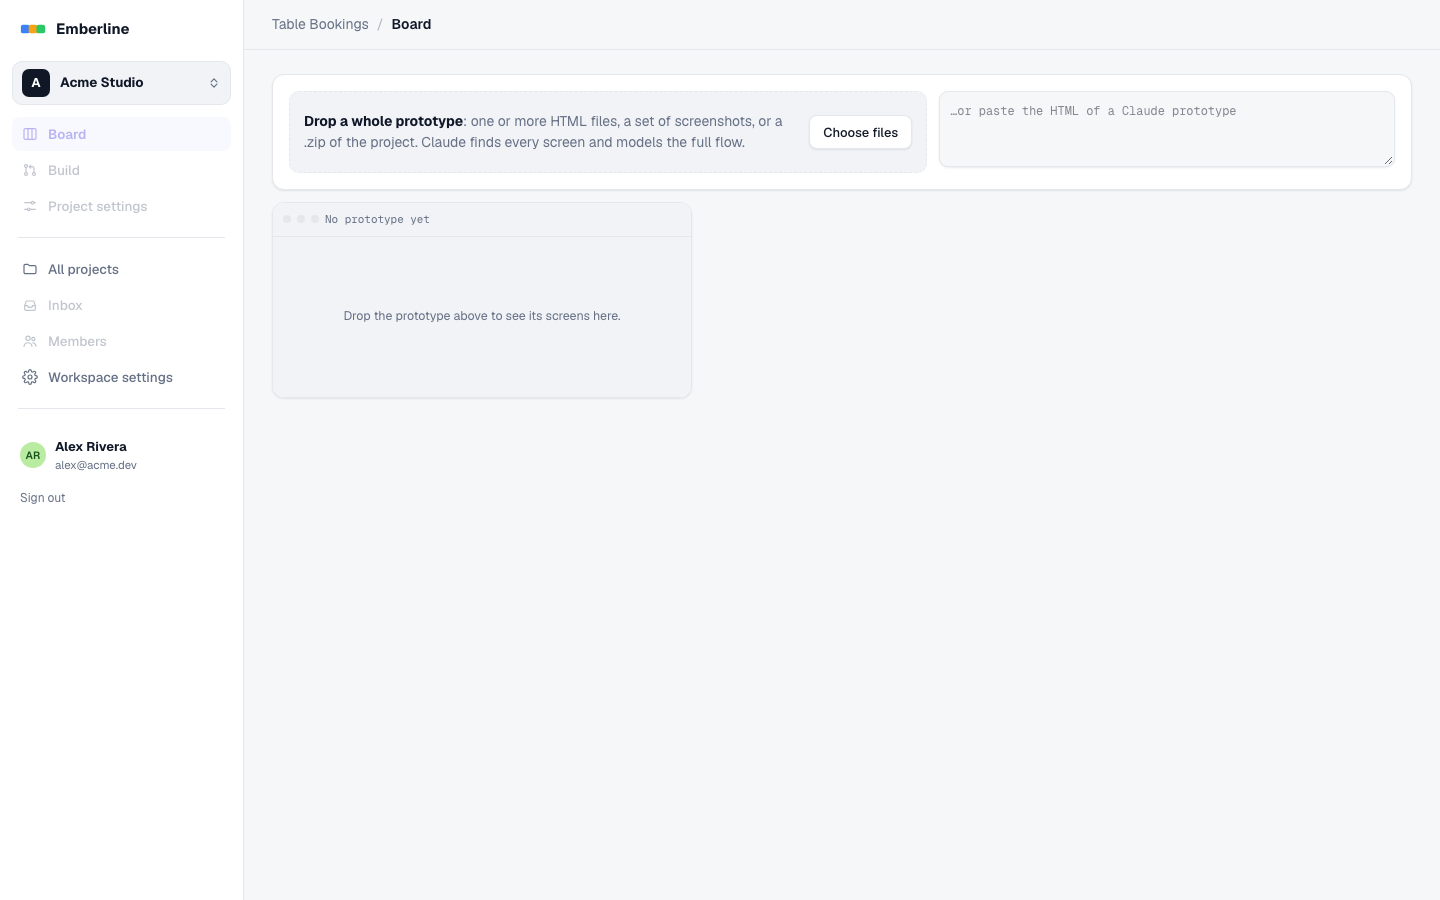 Emberline
A
Acme Studio
Board
Build
Project settings
All projects
Inbox
Members
Workspace settings
AR
Alex Rivera
alex@acme.dev
Sign out
Table Bookings / Board
Drop a whole prototype: one or more HTML files, a set of screenshots, or a
.zip of the project. Claude finds every screen and models the full flow.
Choose files
…or paste the HTML of a Claude prototype
No prototype yet
Drop the prototype above to see its screens here.